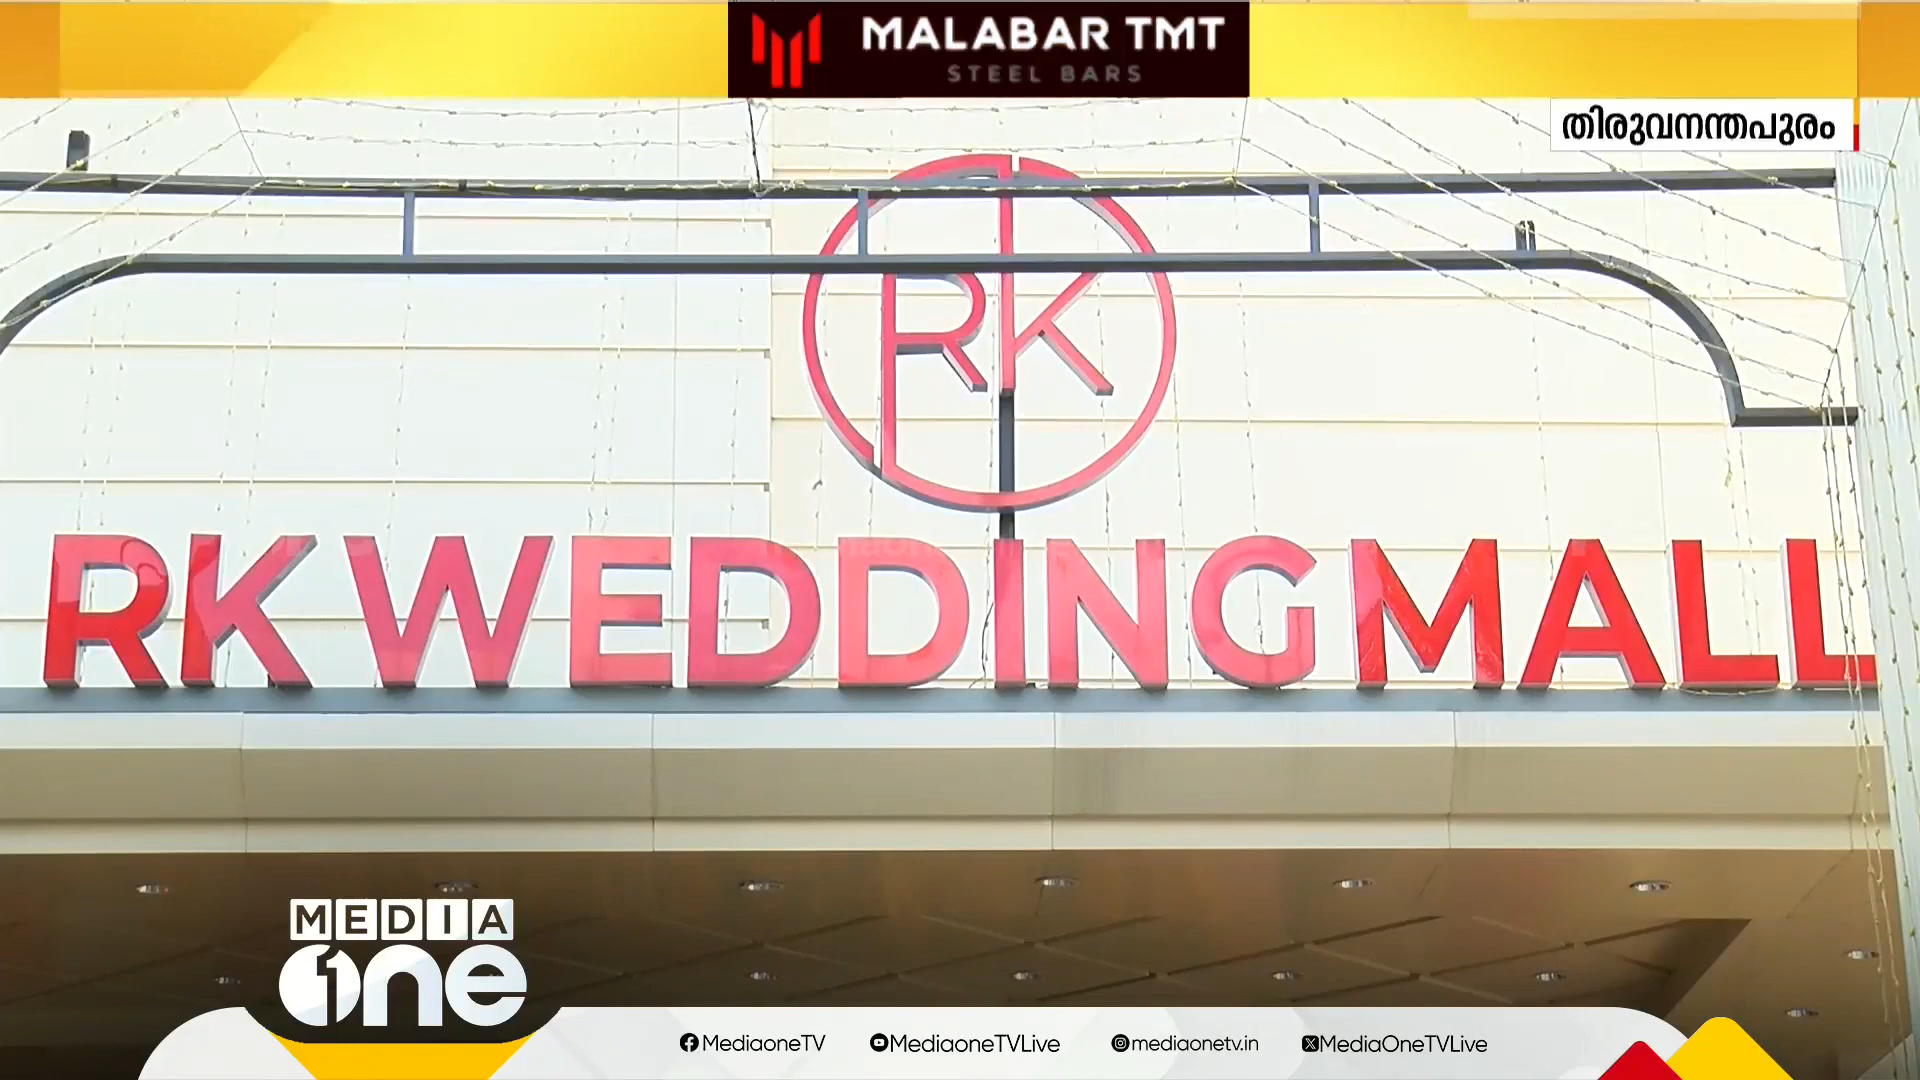 MALABAR TMT
STEEL BARS
തിരുവനന്തപുരം
RK
RK WEDDING MALL
MEDIA
one
MediaoneTV
MediaoneTVLive
mediaonetv.in
MediaOneTVLive